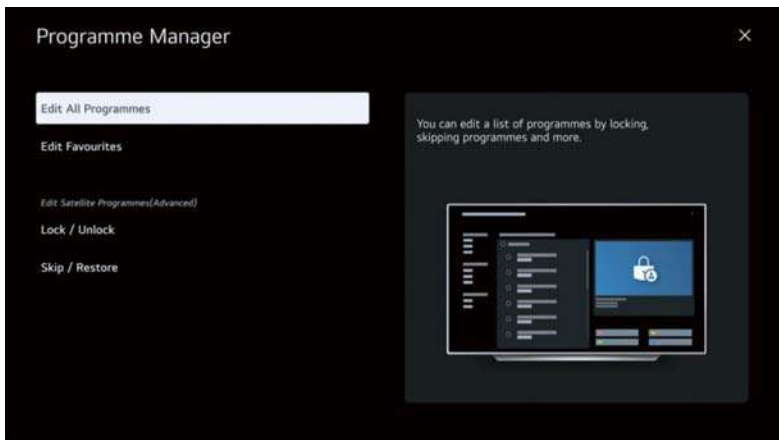 Programme Manager
Edit All Programmes
Edit Favourites
Edit Satellite Programmes(Advanced)
Lock / Unlock
Skip / Restore
You can edit a list of programmes by locking,
skipping programmes and more.